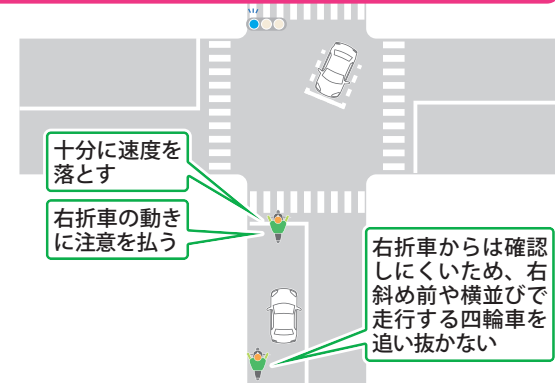 十分に速度を
落とす
右折車の動き
に注意を払う
右折車からは確認
しにくいため、右
斜め前や横並びで
走行する四輪車を
追い抜かない